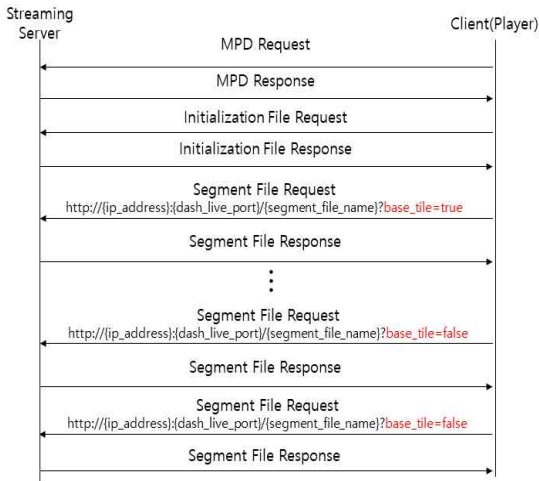 Streaming
Server
Client(Player)
MPD Request
MPD Response
Initialization File Request
Initialization File Response
Segment File Request
http://{ip_address}:{dash_live_port}/{segment_file_name}?base_tile=true
Segment File Response
Segment File Request
http://{ip_address}:{dash_live_port}/{segment_file_name}?base_tile=false
Segment File Response
Segment File Request
http://{ip_address}:{dash_live_port}/{segment_file_name}?base_tile=false
Segment File Response